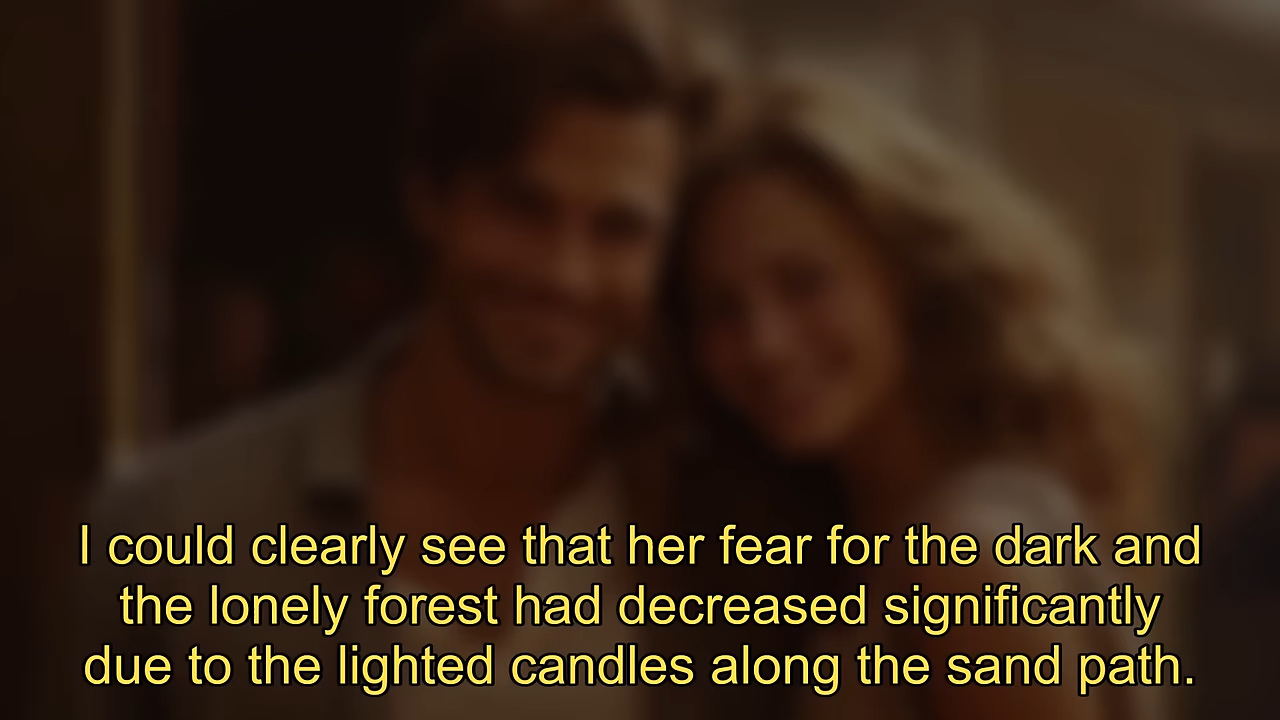 I could clearly see that her fear for the dark and
the lonely forest had decreased significantly
due to the lighted candles along the sand path.